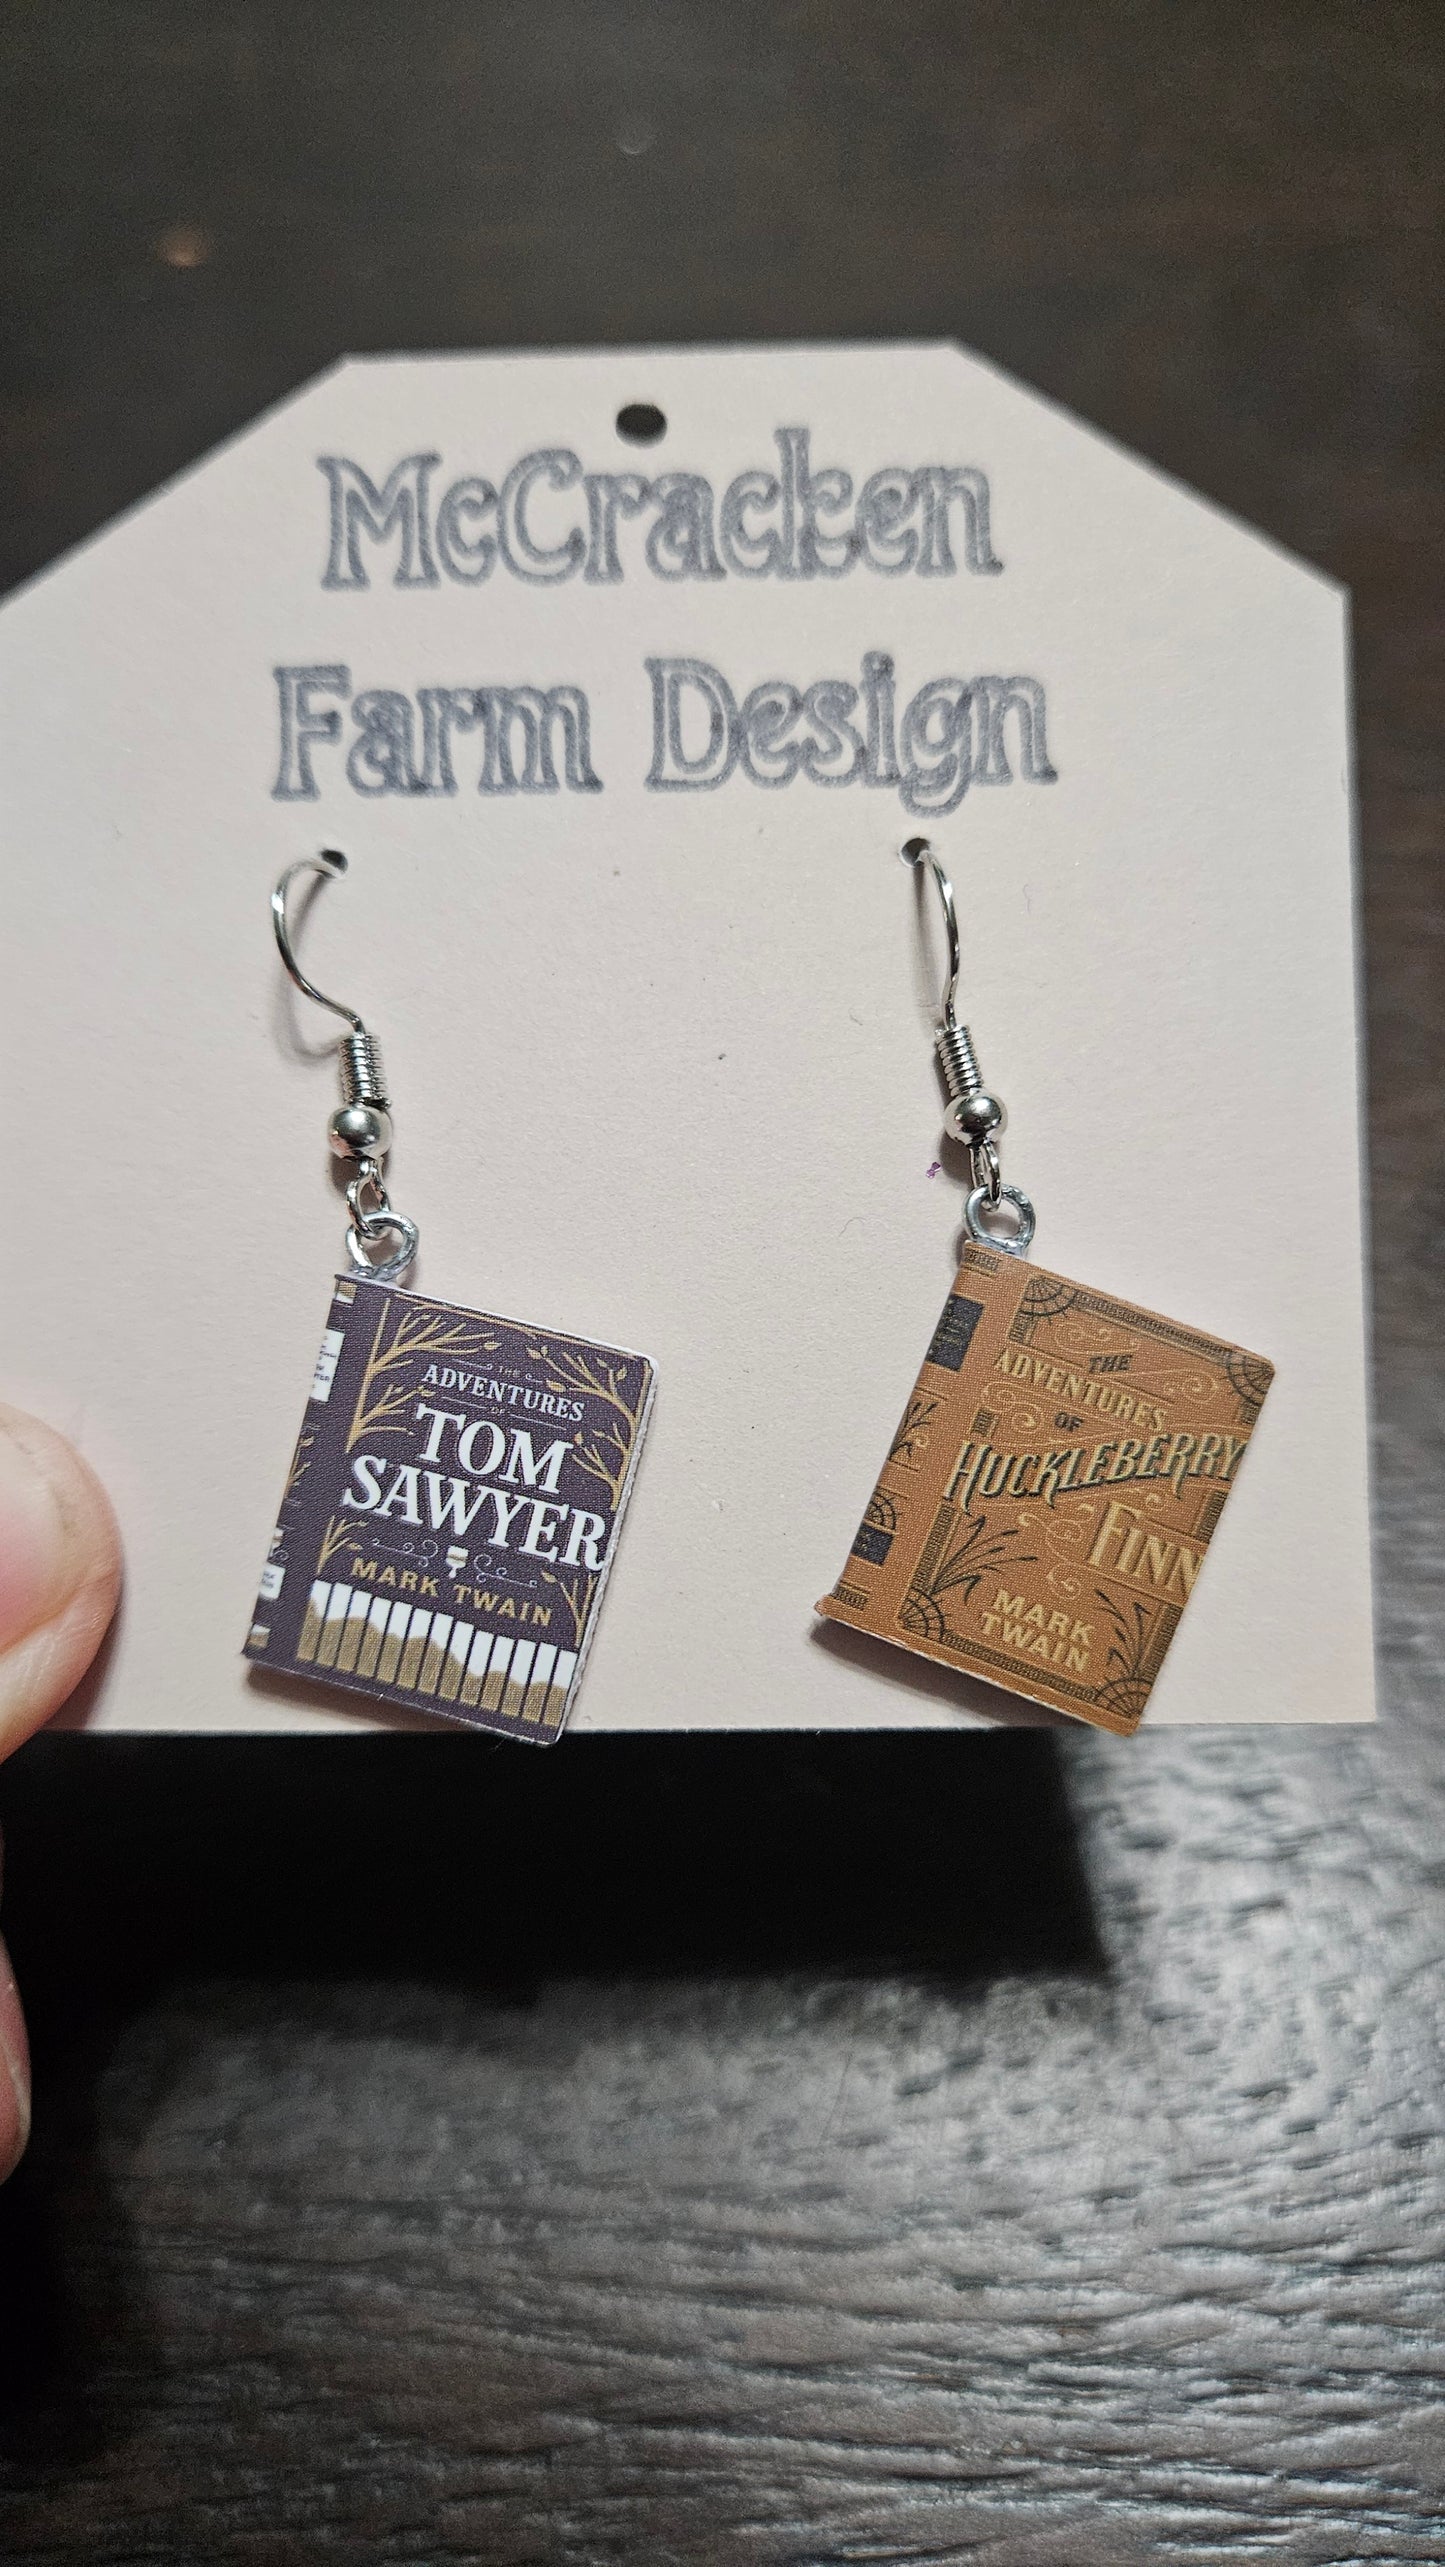 McCracken
Farm Design
THE
ADVENTURES
OF
TOM
SAWYER
MARK TWAIN
THE
ADVENTURES
OF
HUCKLEBERRY
FINN
MARK
TWAIN